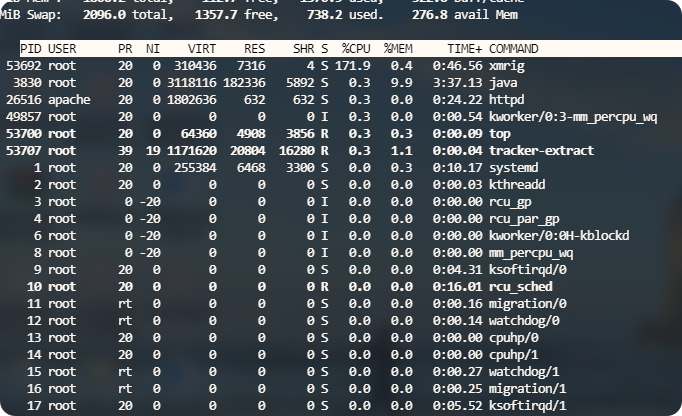 MiB Swap:   2096.0 total,   1357.7 free,    738.2 used.    276.8 avail Mem
PID USER      PR  NI    VIRT    RES    SHR S  %CPU  %MEM     TIME+ COMMAND
53692 root      20   0  310436   7316      4 S 171.9   0.4   0:46.56 xmrig
3830 root      20   0 3118116 182336   5892 S   0.3   9.9   3:37.13 java
26516 apache    20   0 1802636    632    632 S   0.3   0.0   0:24.22 httpd
49857 root      20   0       0      0      0 I   0.3   0.0   0:00.54 kworker/0:3-mm_percpu_wq
53700 root      20   0   64360   4908   3856 R   0.3   0.3   0:00.09 top
53707 root      39  19 1171620  20804  16280 R   0.3   1.1   0:00.04 tracker-extract
1 root      20   0  255384   6468   3300 S   0.0   0.3   0:10.17 systemd
2 root      20   0       0      0      0 S   0.0   0.0   0:00.03 kthreadd
3 root       0 -20       0      0      0 I   0.0   0.0   0:00.00 rcu_gp
4 root       0 -20       0      0      0 I   0.0   0.0   0:00.00 rcu_par_gp
6 root       0 -20       0      0      0 I   0.0   0.0   0:00.00 kworker/0:0H-kblockd
8 root       0 -20       0      0      0 I   0.0   0.0   0:00.00 mm_percpu_wq
9 root      20   0       0      0      0 S   0.0   0.0   0:04.31 ksoftirqd/0
10 root      20   0       0      0      0 R   0.0   0.0   0:16.01 rcu_sched
11 root      rt   0       0      0      0 S   0.0   0.0   0:00.16 migration/0
12 root      rt   0       0      0      0 S   0.0   0.0   0:00.14 watchdog/0
13 root      20   0       0      0      0 S   0.0   0.0   0:00.00 cpuhp/0
14 root      20   0       0      0      0 S   0.0   0.0   0:00.00 cpuhp/1
15 root      rt   0       0      0      0 S   0.0   0.0   0:00.27 watchdog/1
16 root      rt   0       0      0      0 S   0.0   0.0   0:00.25 migration/1
17 root      20   0       0      0      0 S   0.0   0.0   0:05.52 ksoftirqd/1